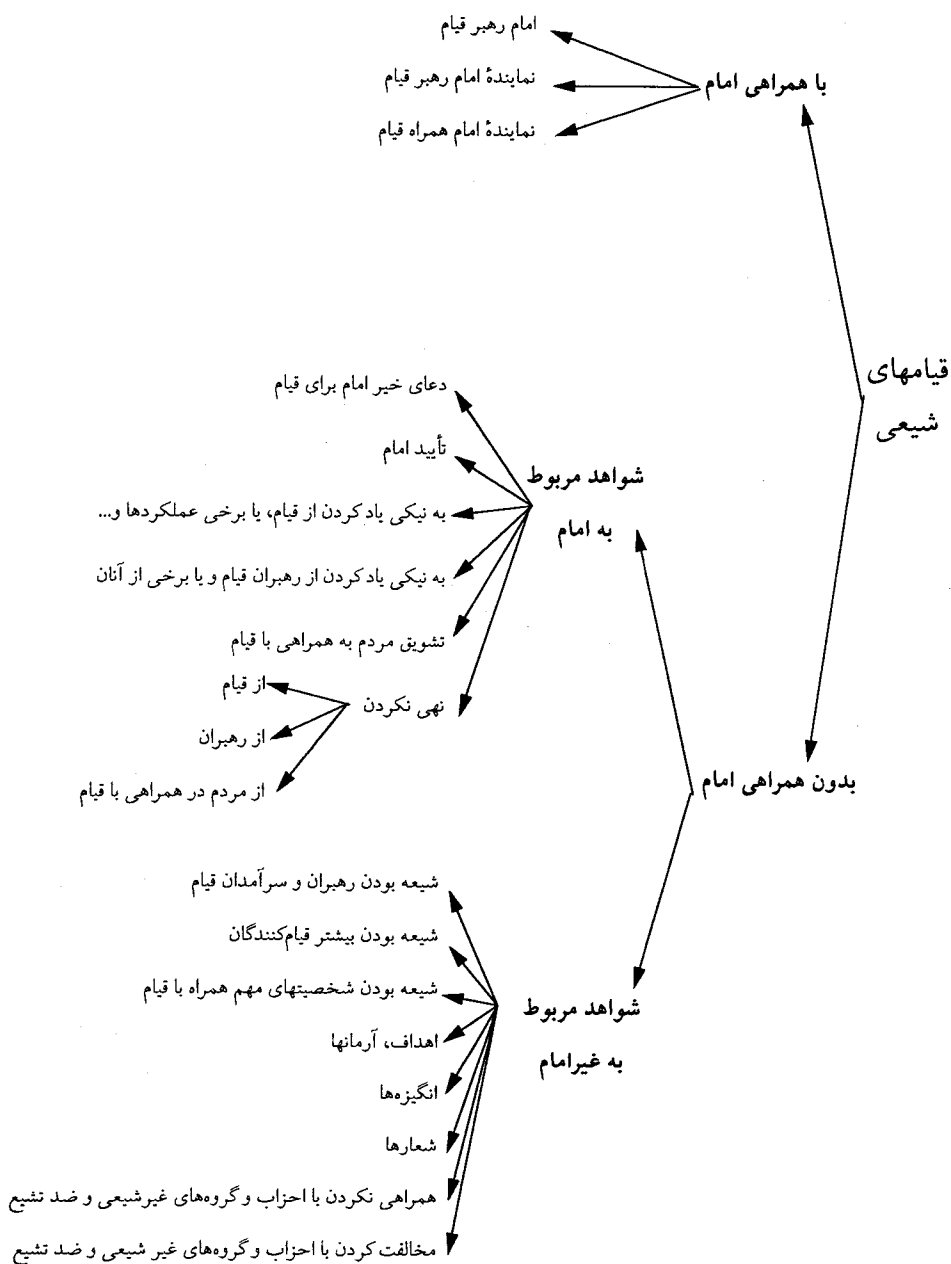 قیامهای
شیعی
با همراهی امام
امام رهبر قیام
نمایندهٔ امام رهبر قیام
نمایندهٔ امام همراه قیام
بدون همراهی امام
شواهد مربوط
به امام
دعای خیر امام برای قیام
تأیید امام
به نیکی یاد کردن از قیام، یا برخی عملکردها و...
به نیکی یاد کردن از رهبران قیام و یا برخی از آنان
تشویق مردم به همراهی با قیام
نهی نکردن
از قیام
از رهبران
از مردم در همراهی با قیام
شواهد مربوط
به غیرامام
شیعه بودن رهبران و سرآمدان قیام
شیعه بودن بیشتر قیام‌کنندگان
شیعه بودن شخصیتهای مهم همراه با قیام
اهداف، آرمانها
انگیزه‌ها
شعارها
همراهی نکردن با احزاب و گروه‌های غیرشیعی و ضد تشیع
مخالفت کردن با احزاب و گروه‌های غیر شیعی و ضد تشیع